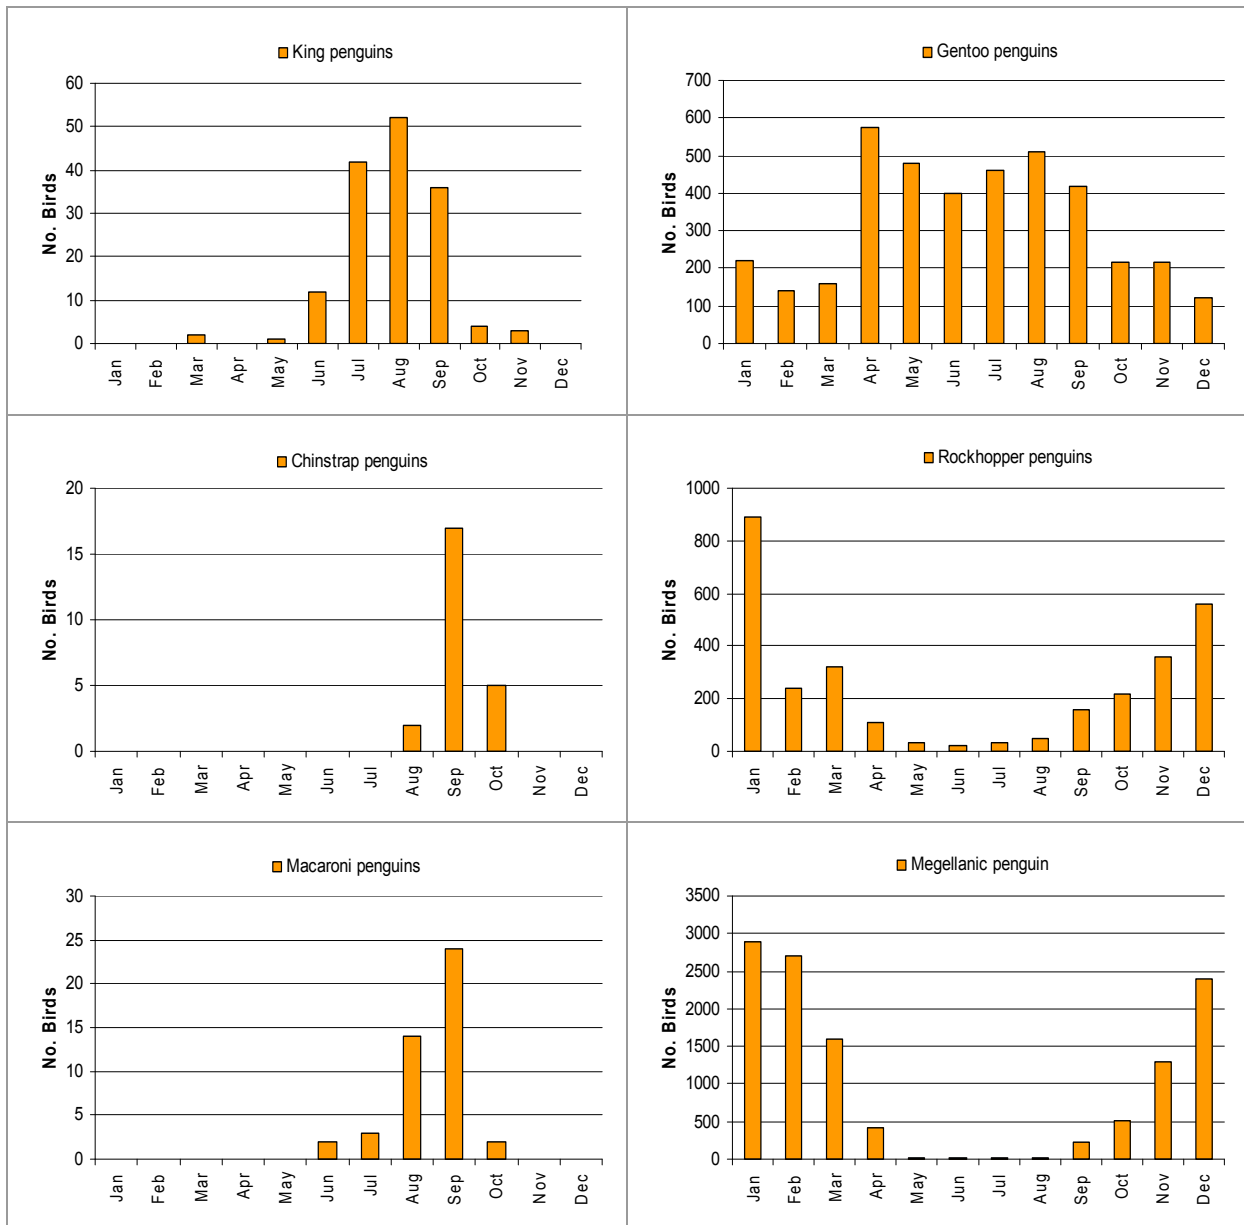 King penguins
60
50
40
30
20
10
0
No. Birds
Jan Feb Mar Apr May Jun Jul Aug Sep Oct Nov Dec
Gentoo penguins
700
600
500
400
300
200
100
0
No. Birds
Jan Feb Mar Apr May Jun Jul Aug Sep Oct Nov Dec
Chinstrap penguins
20
15
10
5
0
No. Birds
Jan Feb Mar Apr May Jun Jul Aug Sep Oct Nov Dec
Rockhopper penguins
1000
800
600
400
200
0
No. Birds
Jan Feb Mar Apr May Jun Jul Aug Sep Oct Nov Dec
Macaroni penguins
30
25
20
15
10
5
0
No. Birds
Jan Feb Mar Apr May Jun Jul Aug Sep Oct Nov Dec
Megellanic penguin
3500
3000
2500
2000
1500
1000
500
0
No. Birds
Jan Feb Mar Apr May Jun Jul Aug Sep Oct Nov Dec